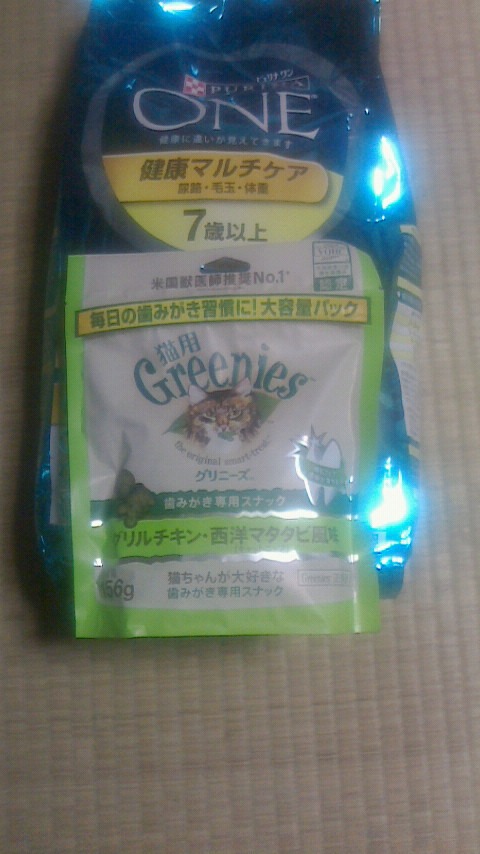 ピュリナ ワン
PURINA
ONE
健康に違いが見えてきます
健康マルチケア
尿路・毛玉・体重
7歳以上
米国獣医師推奨No.1*
毎日の歯みがき習慣に!大容量パック
猫用
Greenies
the original smart-treat
グリニーズ
歯みがき専用スナック
グリルチキン・西洋マタタビ風味
156g
猫ちゃんが大好きな
歯みがき専用スナック